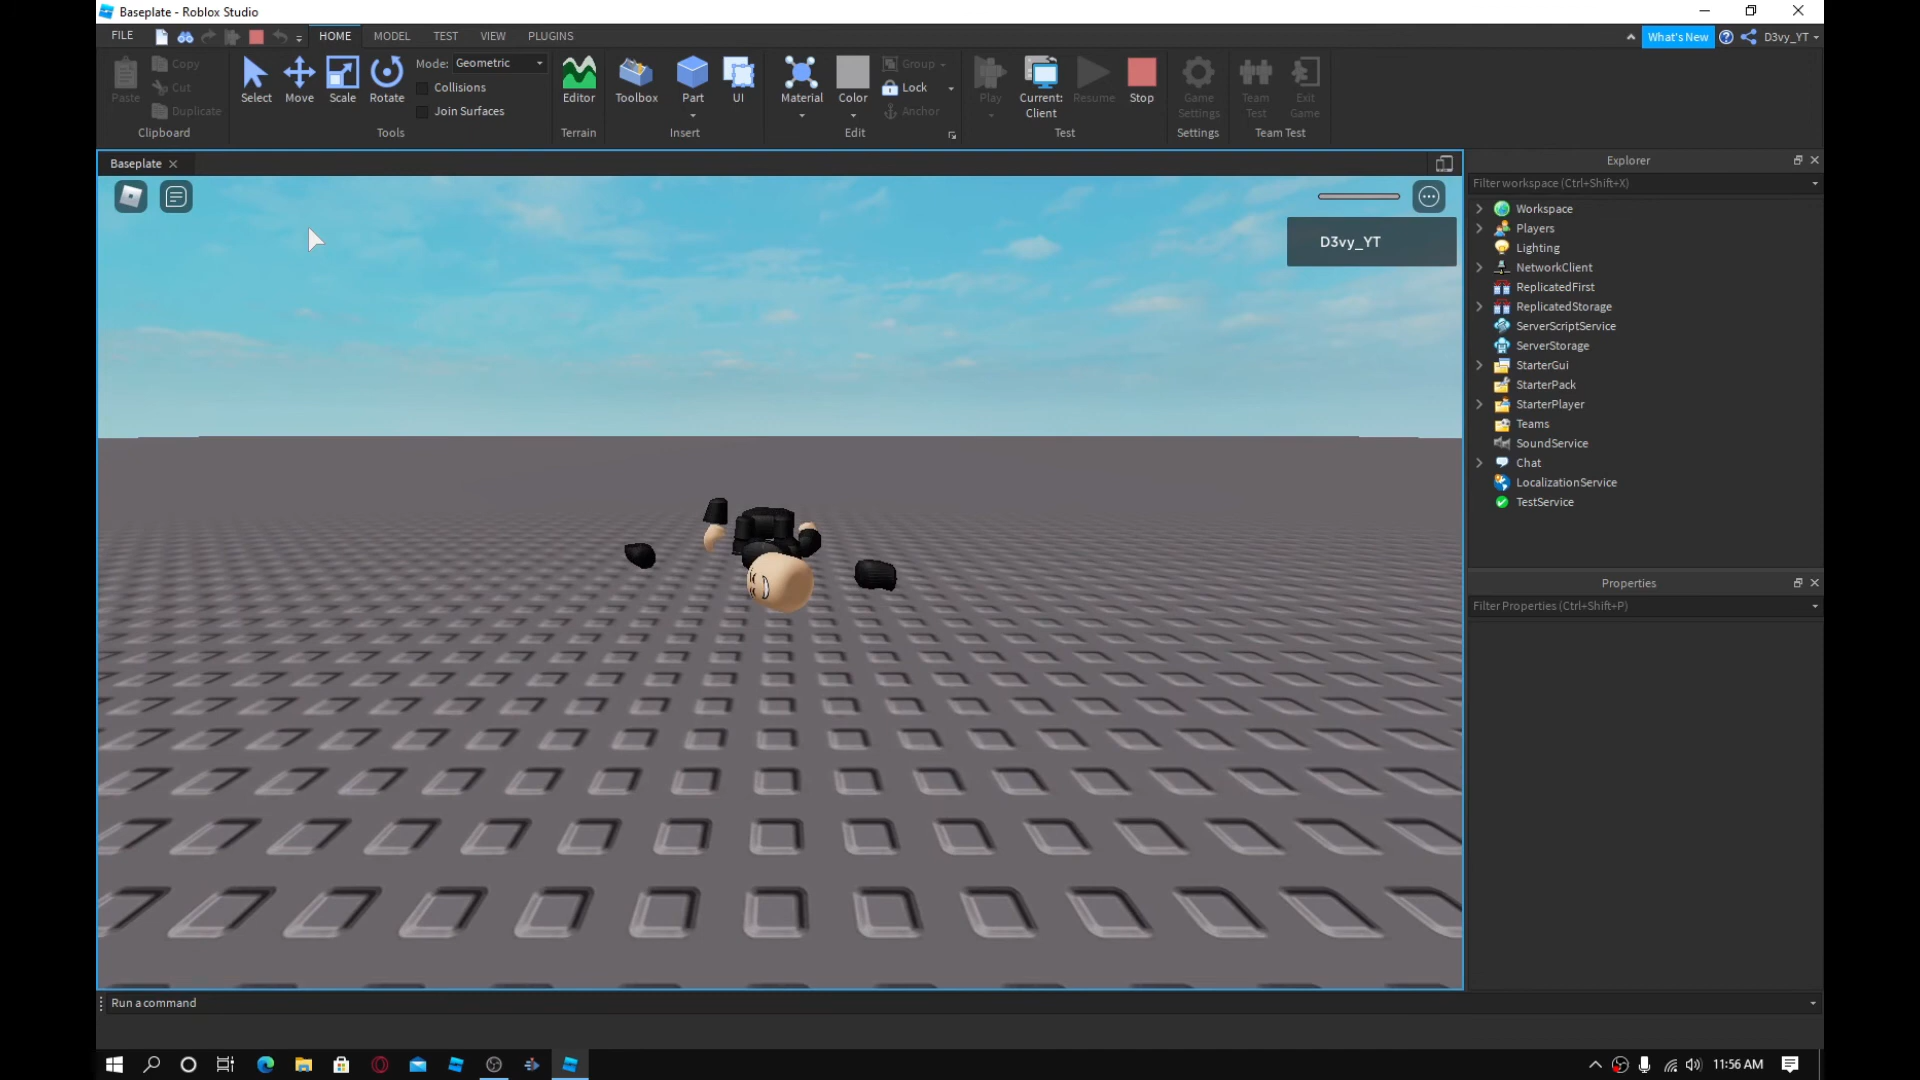 Baseplate - Roblox Studio
FILE HOME MODEL TEST VIEW PLUGINS What's New D3vy_YT
Paste Copy Cut Duplicate
Clipboard
Select Move Scale Rotate Mode: Geometric
Collisions
Join Surfaces
Tools
Editor
Terrain
Toolbox Part UI
Insert
Material Color Group Lock Anchor
Edit
Play Current: Client Resume Stop
Test
Game Settings
Settings
Team Test Exit Game
Team Test
Baseplate
D3vy_YT
Explorer
Filter workspace (Ctrl+Shift+X)
Workspace
Players
Lighting
NetworkClient
ReplicatedFirst
ReplicatedStorage
ServerScriptService
ServerStorage
StarterGui
StarterPack
StarterPlayer
Teams
SoundService
Chat
LocalizationService
TestService
Properties
Filter Properties (Ctrl+Shift+P)
Run a command
11:56 AM